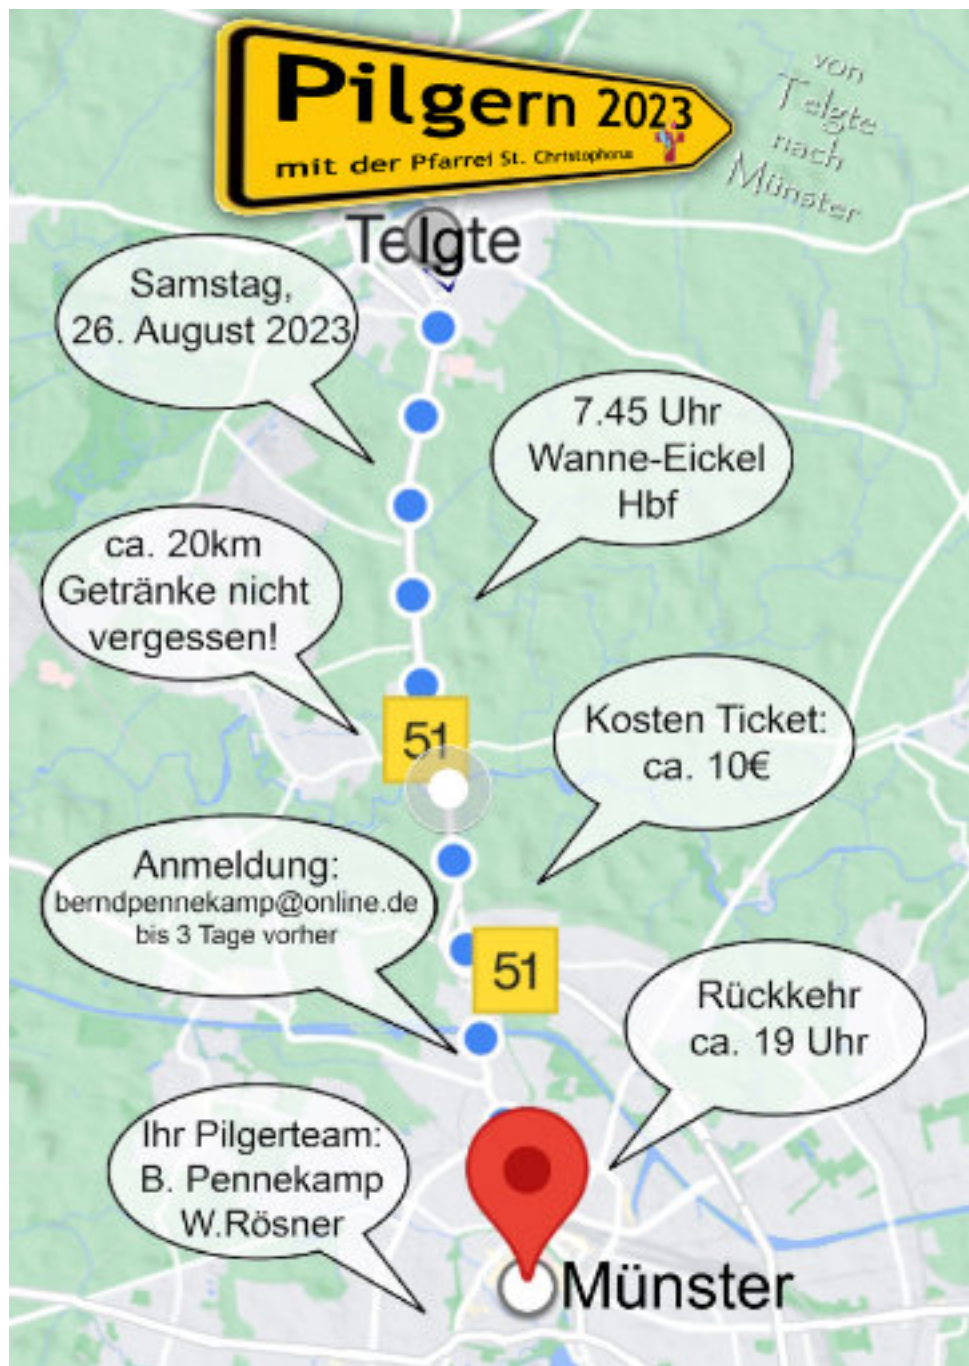 Pilgern 2023
mit der Pfarrei St. Christophorus
von
Telgte
nach
Münster
Telgte
Samstag,
26. August 2023
7.45 Uhr
Wanne-Eickel
Hbf
ca. 20km
Getränke nicht
vergessen!
51
Kosten Ticket:
ca. 10€
Anmeldung:
berndpennekamp@online.de
bis 3 Tage vorher
51
Rückkehr
ca. 19 Uhr
Ihr Pilgerteam:
B. Pennekamp
W.Rösner
Münster